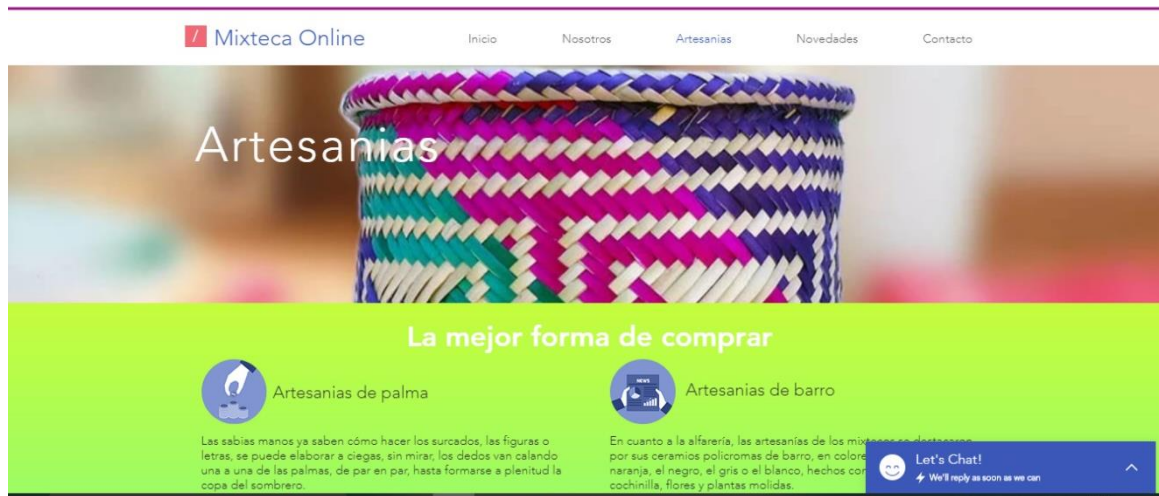 / Mixteca Online
Inicio Nosotros Artesanias Novedades Contacto
Artesanias
La mejor forma de comprar
Artesanias de palma
Las sabias manos ya saben cómo hacer los surcados, las figuras o
letras, se puede elaborar a ciegas, sin mirar, los dedos van calando
una a una de las palmas, de par en par, hasta formarse a plenitud la
copa del sombrero.
NEWS
Artesanias de barro
En cuanto a la alfarería, las artesanías de los mixtecos se destacaron
por sus ceramios policromas de barro, en colore
naranja, el negro, el gris o el blanco, hechos con
cochinilla, flores y plantas molidas.
Let's Chat!
We'll reply as soon as we can